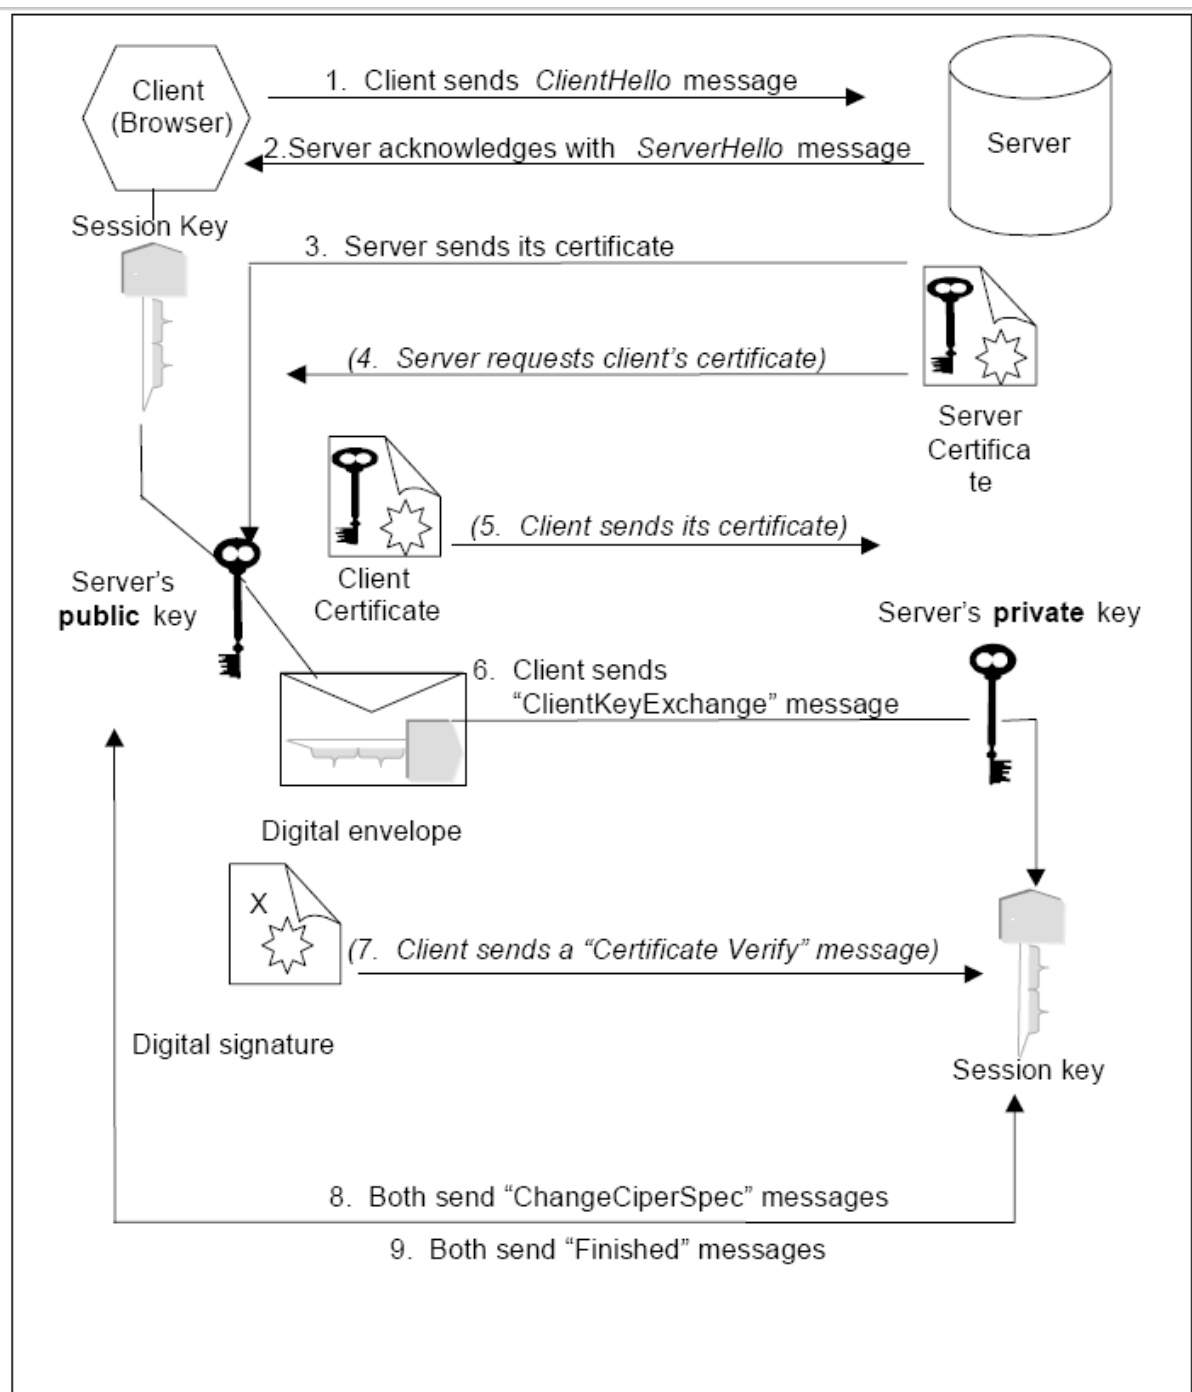 Client
(Browser)
1. Client sends ClientHello message
2.Server acknowledges with ServerHello message
Server
Session Key
3. Server sends its certificate
(4. Server requests client's certificate)
Server
Certifica
te
(5. Client sends its certificate)
Client
Certificate
Server's
public key
Server's private key
6. Client sends
“ClientKeyExchange” message
Digital envelope
X
(7. Client sends a “Certificate Verify” message)
Digital signature
Session key
8. Both send “ChangeCiperSpec” messages
9. Both send “Finished” messages